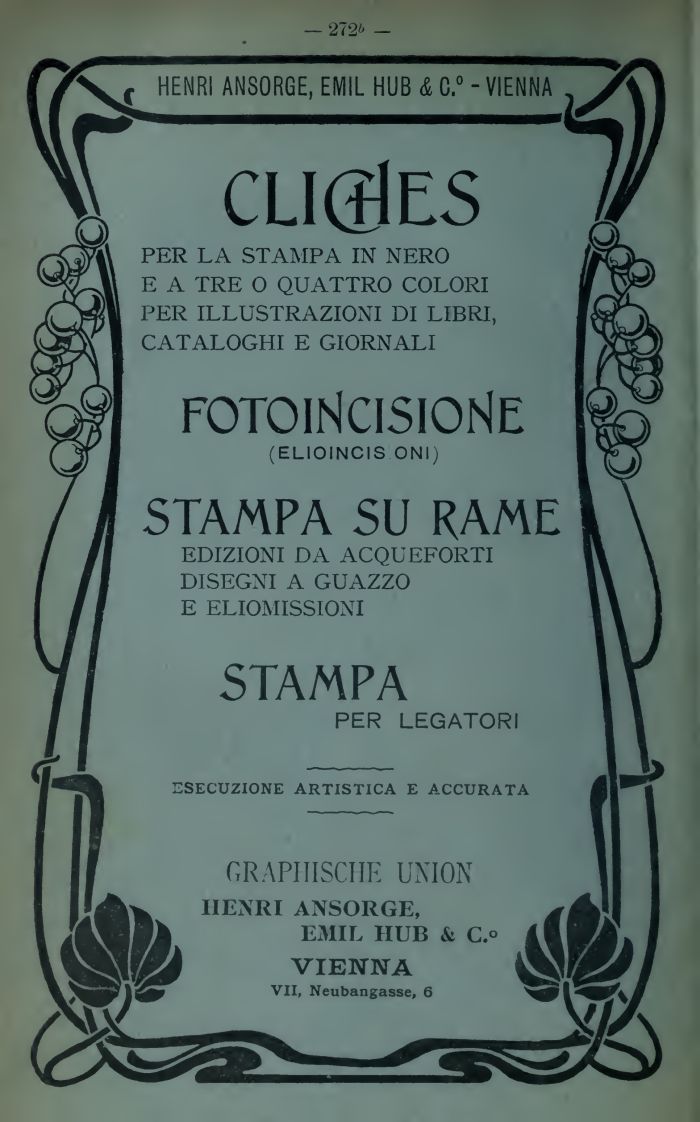 — 272ᵇ —
HENRI ANSORGE, EMIL HUB & C.º - VIENNA
CLICHES
PER LA STAMPA IN NERO
E A TRE O QUATTRO COLORI
PER ILLUSTRAZIONI DI LIBRI,
CATALOGHI E GIORNALI
FOTOINCISIONE
(ELIOINCIS ONI)
STAMPA SU RAME
EDIZIONI DA ACQUEFORTI
DISEGNI A GUAZZO
E ELIOMISSIONI
STAMPA
PER LEGATORI
ESECUZIONE ARTISTICA E ACCURATA
GRAPHISCHE UNION
HENRI ANSORGE,
EMIL HUB & C.º
VIENNA
VII, Neubangasse, 6